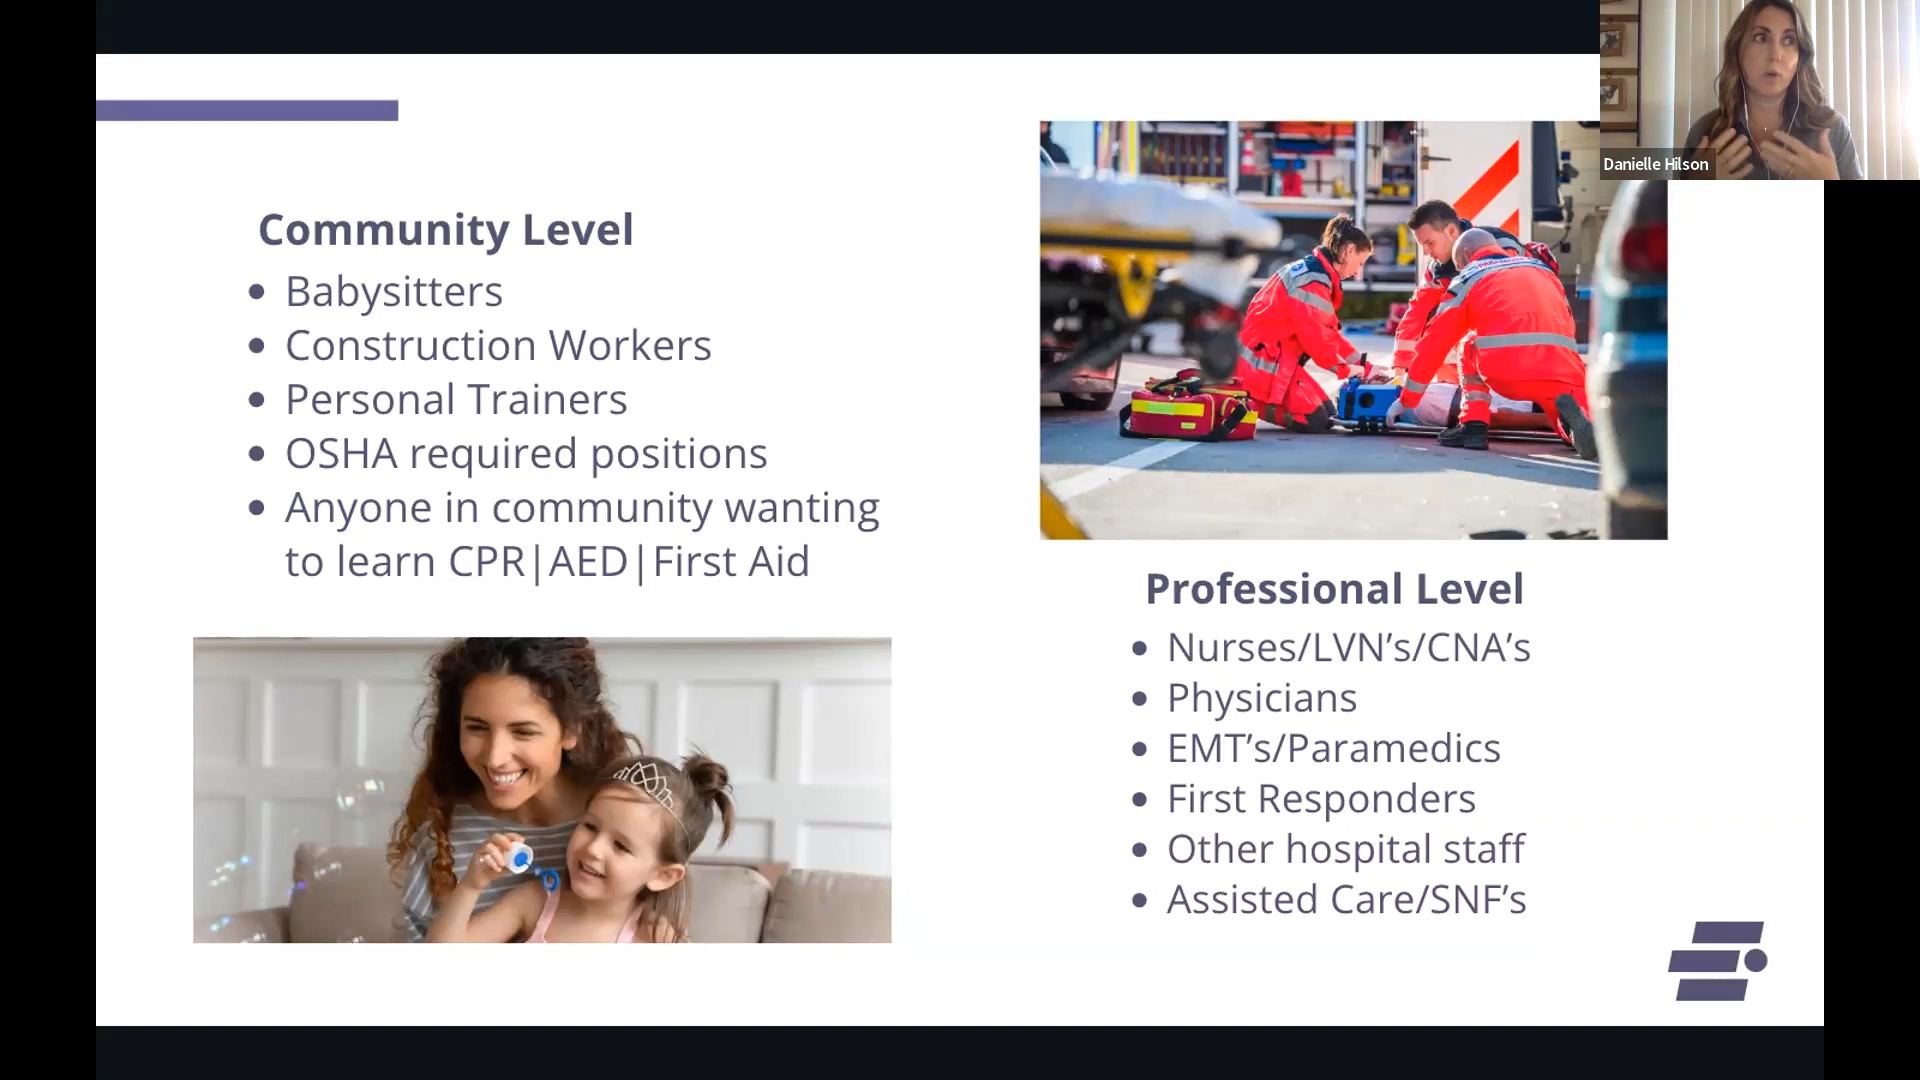 Danielle Hilson
Community Level
Babysitters
Construction Workers
Personal Trainers
OSHA required positions
Anyone in community wanting
to learn CPR|AED|First Aid
Professional Level
Nurses/LVN’s/CNA’s
Physicians
EMT’s/Paramedics
First Responders
Other hospital staff
Assisted Care/SNF’s